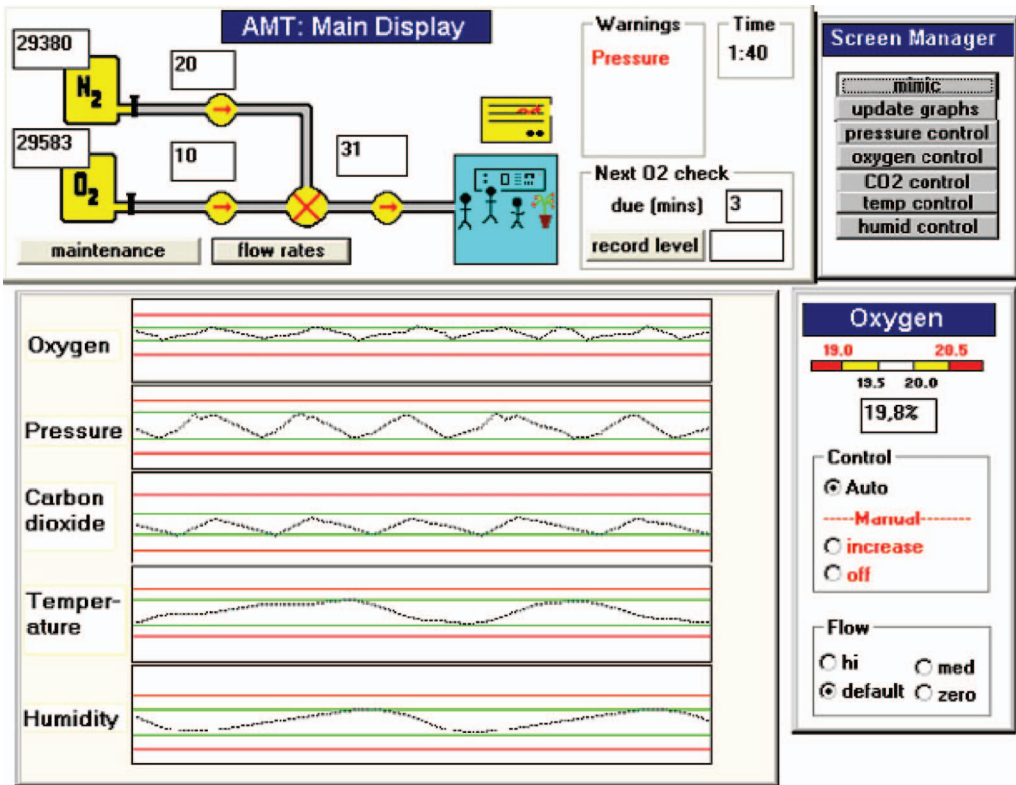 AMT: Main Display
29380
N2
20
29583
O2
10
31
maintenance
flow rates
Warnings
Pressure
Time
1:40
Next O2 check
due (mins)
3
record level
Screen Manager
mimic
update graphs
pressure control
oxygen control
CO2 control
temp control
humid control
Oxygen
Pressure
Carbon
dioxide
Temper-
ature
Humidity
Oxygen
19.0 20.5
19.5 20.0
19,8%
Control
Auto
-----Manual--------
increase
off
Flow
hi
med
default
zero